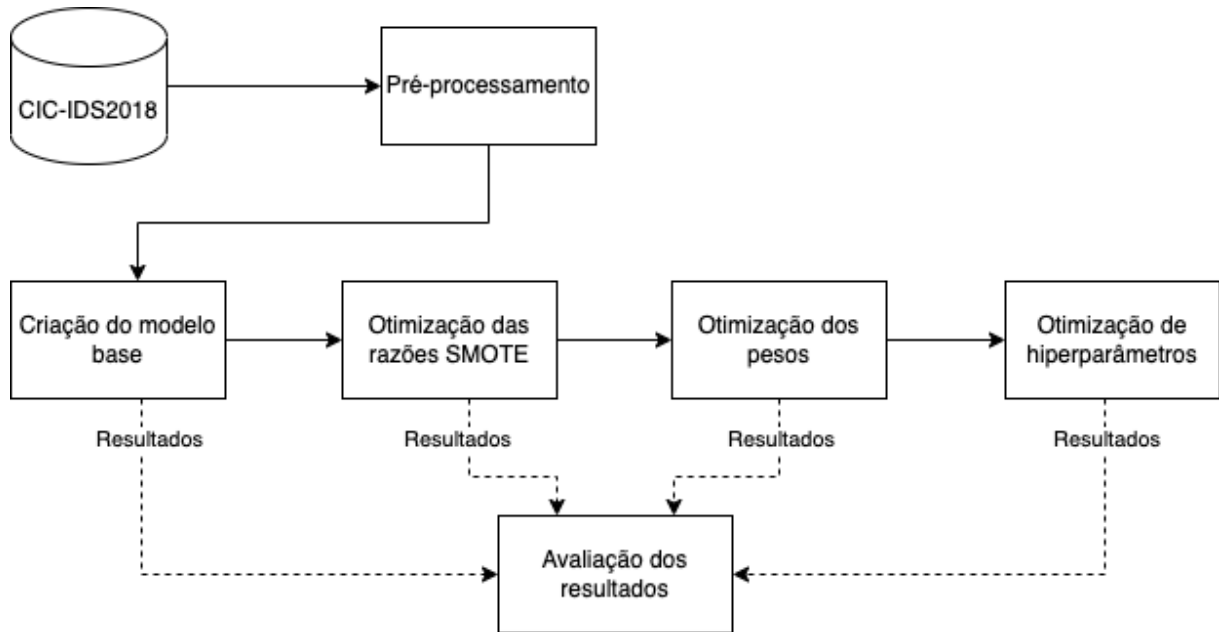 CIC-IDS2018
Pré-processamento
Criação do modelo
base
Otimização das
razões SMOTE
Otimização dos
pesos
Otimização de
hiperparâmetros
Resultados
Resultados
Resultados
Resultados
Avaliação dos
resultados